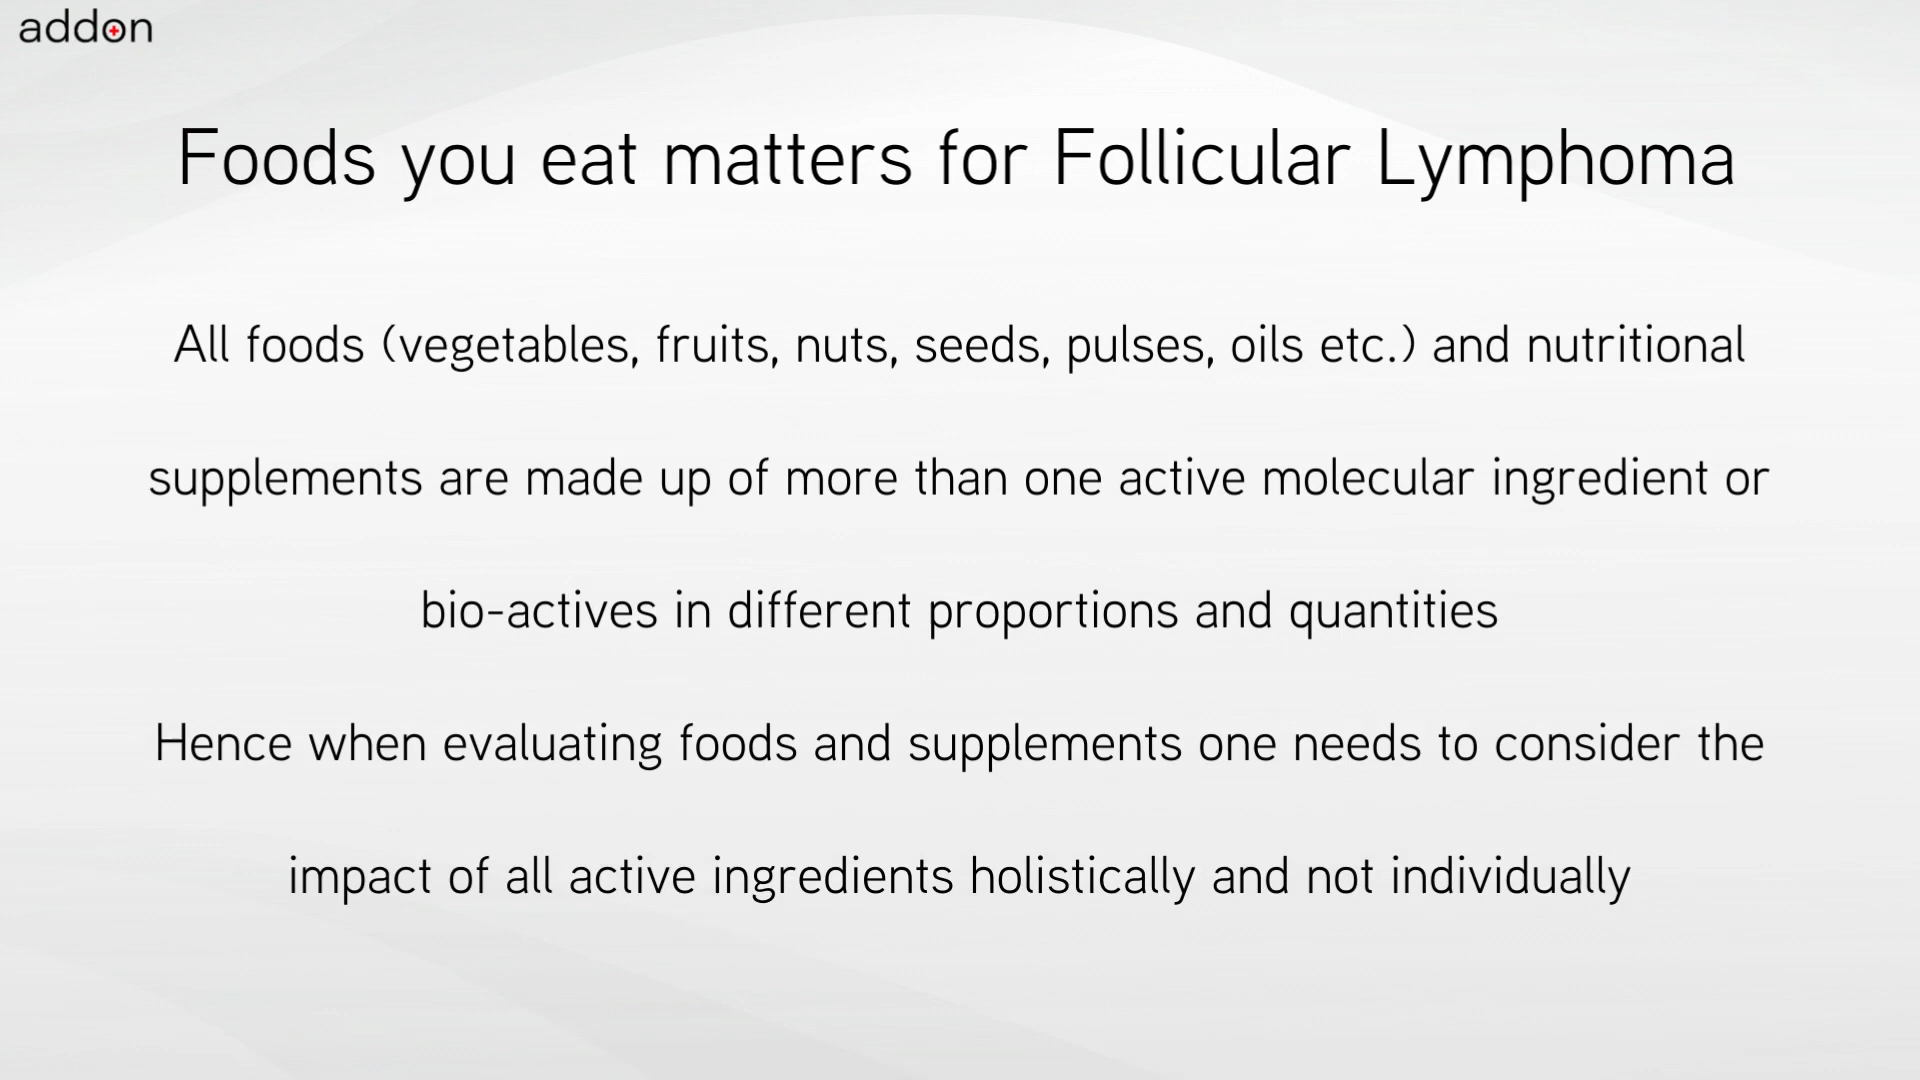 addon
Foods you eat matters for Follicular Lymphoma
All foods (vegetables, fruits, nuts, seeds, pulses, oils etc.) and nutritional
supplements are made up of more than one active molecular ingredient or
bio-actives in different proportions and quantities
Hence when evaluating foods and supplements one needs to consider the
impact of all active ingredients holistically and not individually